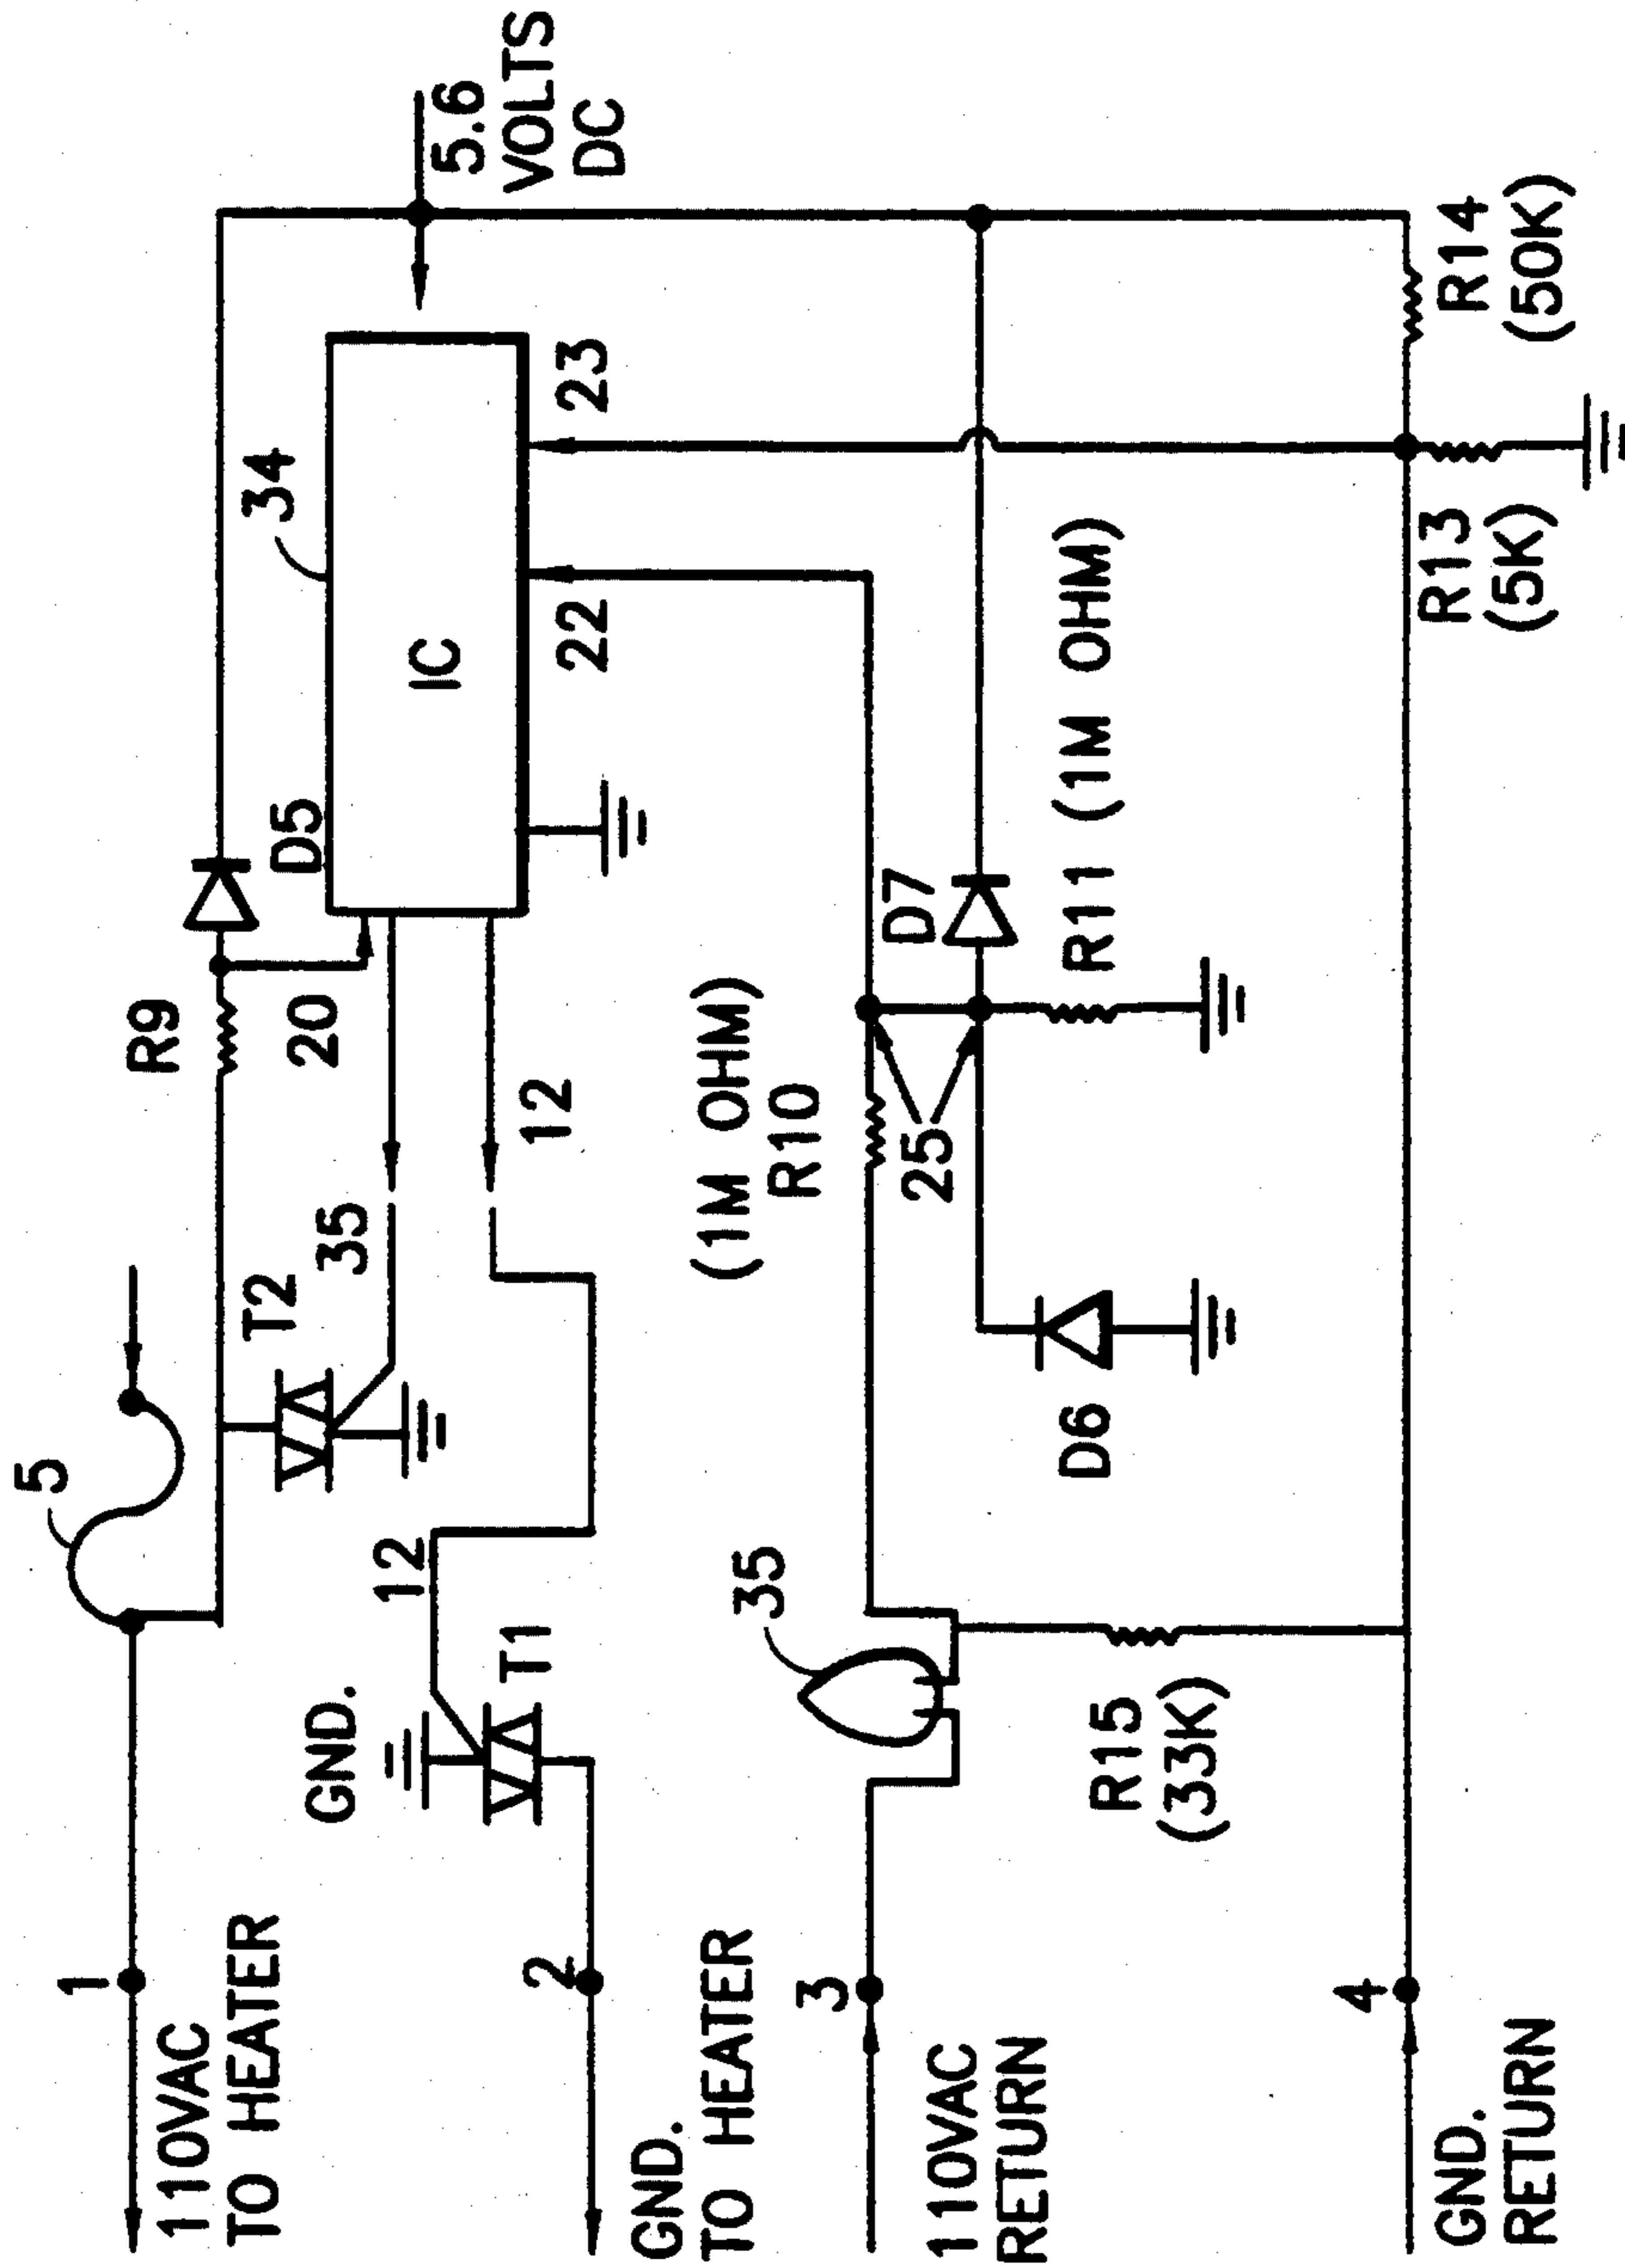 1
110VAC
TO HEATER
5
R9
20
D5
34
T2
35
IC
5.6
VOLTS
DC
12
12
GND.
T1
2
GND.
TO HEATER
22
23
(1M OHM)
R10
35
3
110VAC
RETURN
25
D7
R11 (1M OHM)
D6
R15
(33K)
4
GND.
RETURN
R13
(5K)
R14
(50K)